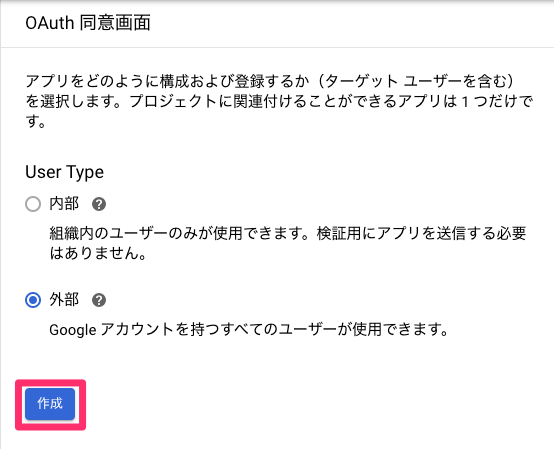 OAuth 同意画面
アプリをどのように構成および登録するか（ターゲット ユーザーを含む）
を選択します。プロジェクトに関連付けることができるアプリは 1 つだけで
す。
User Type
内部
組織内のユーザーのみが使用できます。検証用にアプリを送信する必要
はありません。
外部
Google アカウントを持つすべてのユーザーが使用できます。
作成